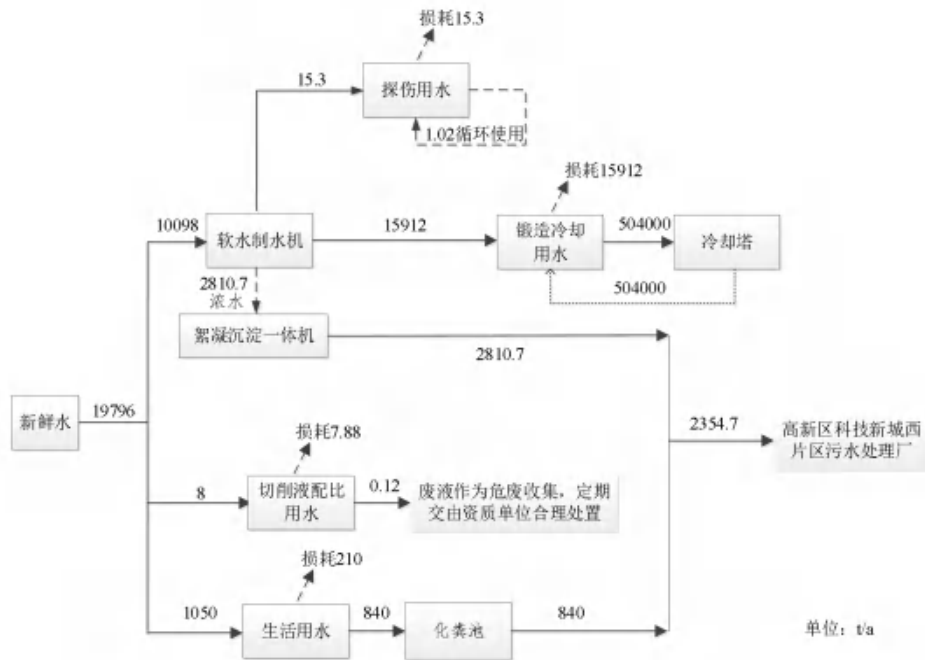 损耗15.3
15.3
探伤用水
1.02循环使用
损耗15912
10098
软水制水机
15912
锻造冷却
用水
504000
冷却塔
504000
2810.7
浓水
絮凝沉淀一体机
2810.7
新鲜水
19796
2354.7
高新区科技新城西
片区污水处理厂
损耗7.88
8
切削液配比
用水
0.12
废液作为危废收集，定期
交由资质单位合理处置
损耗210
1050
生活用水
840
化粪池
840
单位：t/a